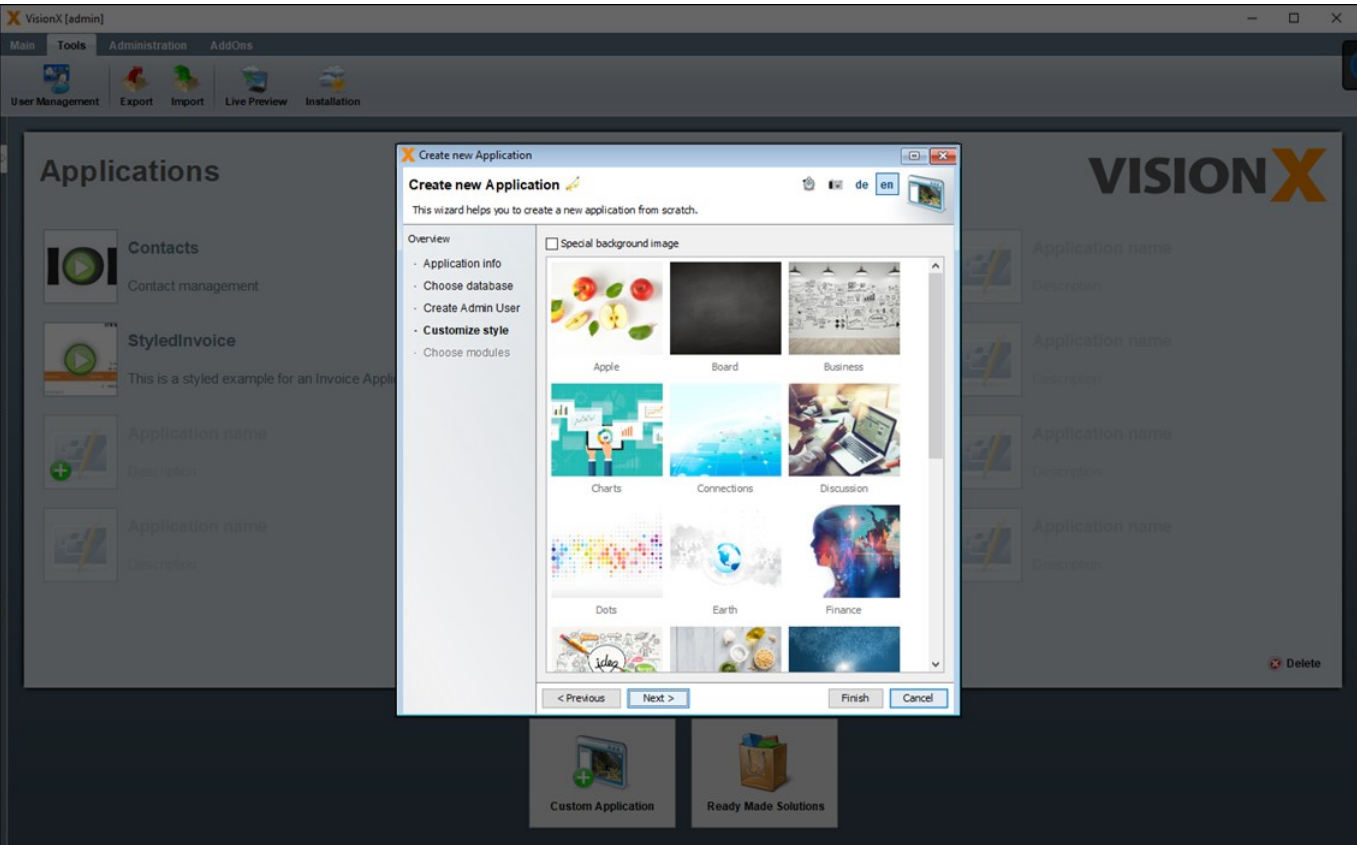 VisionX [admin]
Main Tools Administration AddOns
User Management Export Import Live Preview Installation
Applications
VISIONX
Contacts
Contact management
StyledInvoice
This is a styled example for an Invoice Appli
Application name
Description
Application name
Description
Application name
Description
Application name
Description
Application name
Description
Application name
Description
Delete
Create new Application
Create new Application
de en
This wizard helps you to create a new application from scratch.
Overview
· Application info
· Choose database
· Create Admin User
· Customize style
· Choose modules
Special background image
Apple Board Business
Charts Connections Discussion
Dots Earth Finance
idea
< Previous Next > Finish Cancel
Custom Application Ready Made Solutions